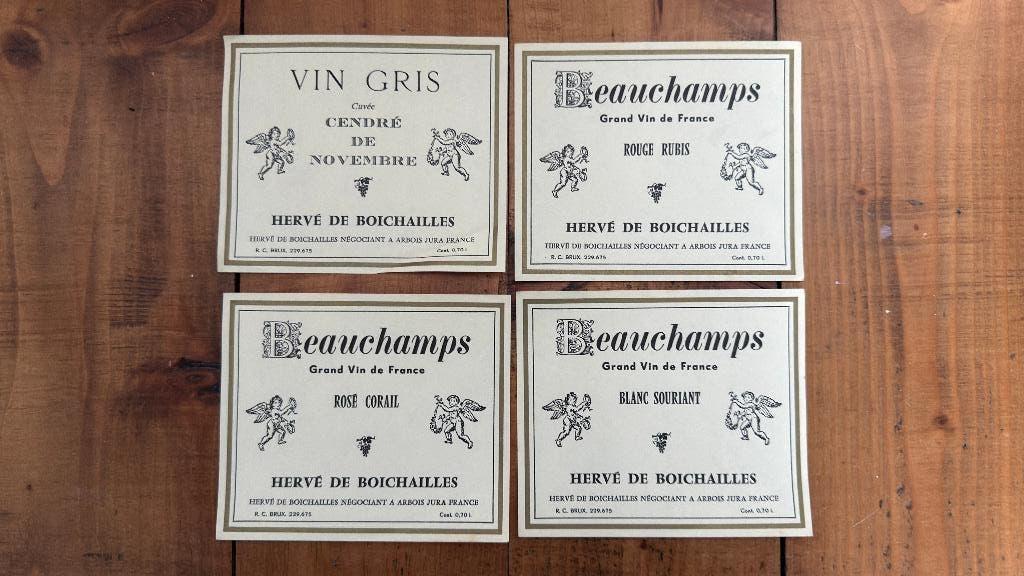 VIN GRIS
Cuvée
CENDRÉ
DE
NOVEMBRE
HERVÉ DE BOICHAILLES
HERVÉ DE BOICHAILLES NÉGOCIANT A ARBOIS JURA FRANCE
R. C. BRUX. 229.675 Cont. 0,70 l.
Beauchamps
Grand Vin de France
ROUGE RUBIS
HERVÉ DE BOICHAILLES
HERVÉ DE BOICHAILLES NÉGOCIANT A ARBOIS JURA FRANCE
R. C. BRUX. 229.675 Cont. 0,70 l.
Beauchamps
Grand Vin de France
ROSÉ CORAIL
HERVÉ DE BOICHAILLES
HERVÉ DE BOICHAILLES NÉGOCIANT A ARBOIS JURA FRANCE
R. C. BRUX. 229.675 Cont. 0,70 l.
Beauchamps
Grand Vin de France
BLANC SOURIANT
HERVÉ DE BOICHAILLES
HERVÉ DE BOICHAILLES NÉGOCIANT A ARBOIS JURA FRANCE
R. C. BRUX. 229.675 Cont. 0,70 l.